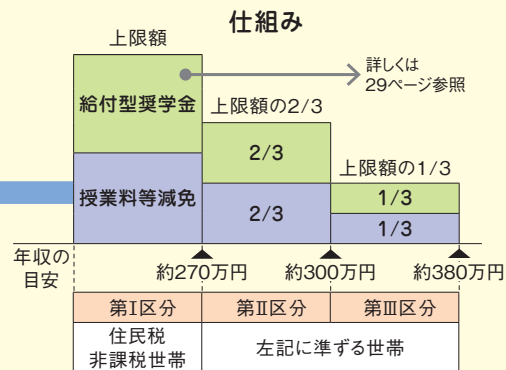 仕組み
上限額
詳しくは
29ページ参照
給付型奨学金
上限額の2/3
2/3
上限額の1/3
授業料等減免
2/3
1/3
1/3
年収の
目安
約270万円
約300万円
約380万円
第Ⅰ区分
第Ⅱ区分
第Ⅲ区分
住民税
非課税世帯
左記に準ずる世帯